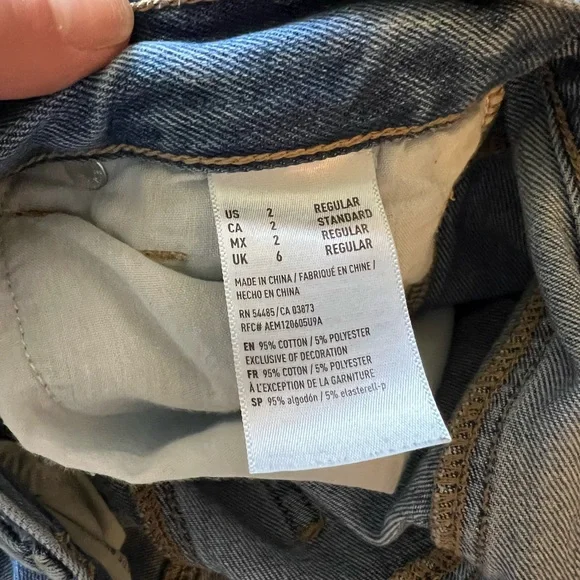 US 2 REGULAR
CA 2 STANDARD
MX 2 REGULAR
UK 6 REGULAR
MADE IN CHINA / FABRIQUÉ EN CHINE /
HECHO EN CHINA
RN 54485/CA 03873
RFC# AEM120605U9A
EN 95% COTTON / 5% POLYESTER
EXCLUSIVE OF DECORATION
FR 95% COTON / 5% POLYESTER
À L'EXCEPTION DE LA GARNITURE
SP 95% algodón / 5% elasterell-p